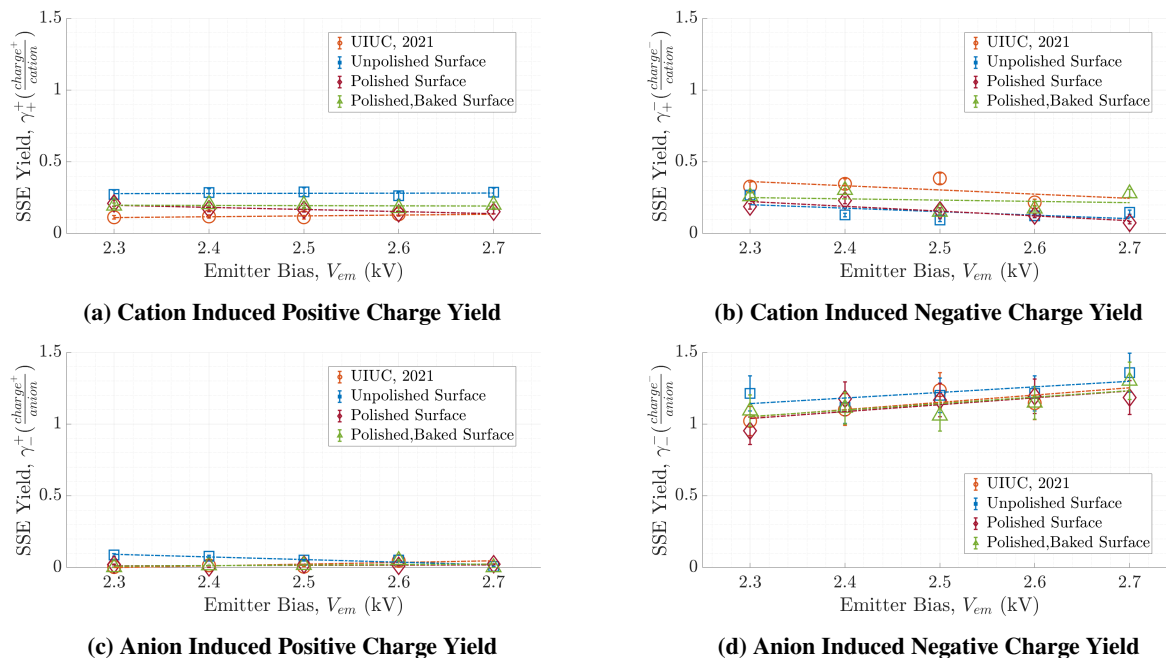 1.5
1
0.5
0
SSE Yield, γ₊⁺(charge⁺/cation)
UIUC, 2021
Unpolished Surface
Polished Surface
Polished,Baked Surface
2.3 2.4 2.5 2.6 2.7
Emitter Bias, V_em (kV)
(a) Cation Induced Positive Charge Yield
1.5
1
0.5
0
SSE Yield, γ₊⁻(charge⁻/cation)
UIUC, 2021
Unpolished Surface
Polished Surface
Polished,Baked Surface
2.3 2.4 2.5 2.6 2.7
Emitter Bias, V_em (kV)
(b) Cation Induced Negative Charge Yield
1.5
1
0.5
0
SSE Yield, γ₋⁺(charge⁺/anion)
UIUC, 2021
Unpolished Surface
Polished Surface
Polished,Baked Surface
2.3 2.4 2.5 2.6 2.7
Emitter Bias, V_em (kV)
(c) Anion Induced Positive Charge Yield
1.5
1
0.5
0
SSE Yield, γ₋⁻(charge⁻/anion)
UIUC, 2021
Unpolished Surface
Polished Surface
Polished,Baked Surface
2.3 2.4 2.5 2.6 2.7
Emitter Bias, V_em (kV)
(d) Anion Induced Negative Charge Yield